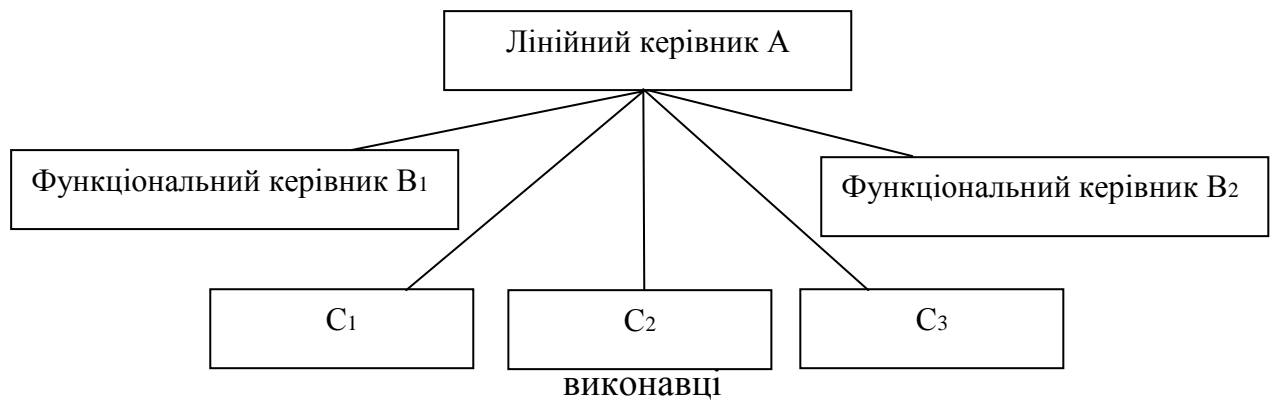 Лінійний керівник А
Функціональний керівник В1
Функціональний керівник В2
С1
С2
С3
виконавці